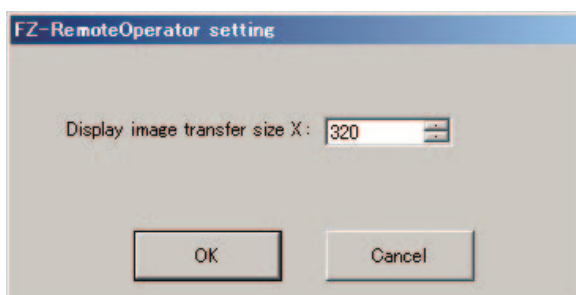 FZ-RemoteOperator setting
Display image transfer size X: 320
OK Cancel